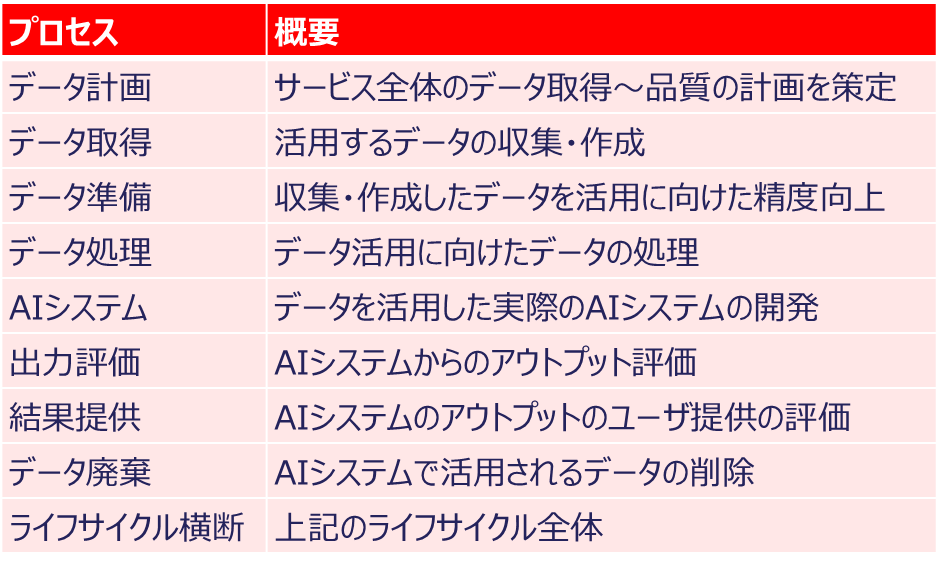 プロセス 概要
データ計画 サービス全体のデータ取得～品質の計画を策定
データ取得 活用するデータの収集・作成
データ準備 収集・作成したデータを活用に向けた精度向上
データ処理 データ活用に向けたデータの処理
AIシステム データを活用した実際のAIシステムの開発
出力評価 AIシステムからのアウトプット評価
結果提供 AIシステムのアウトプットのユーザ提供の評価
データ廃棄 AIシステムで活用されるデータの削除
ライフサイクル横断 上記のライフサイクル全体